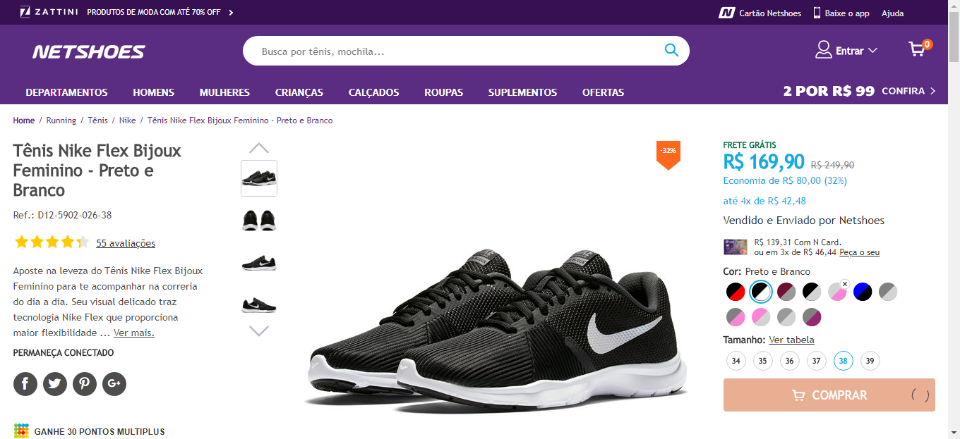 ZATTINI PRODUTOS DE MODA COM ATÉ 70% OFF
Cartão Netshoes Baixe o app Ajuda
NETSHOES
Busca por tênis, mochila...
Entrar
0
DEPARTAMENTOS HOMENS MULHERES CRIANÇAS CALÇADOS ROUPAS SUPLEMENTOS OFERTAS
2 POR R$ 99 CONFIRA
Home / Running / Tênis / Nike / Tênis Nike Flex Bijoux Feminino - Preto e Branco
Tênis Nike Flex Bijoux
Feminino - Preto e
Branco
Ref.: D12-5902-026-38
55 avaliações
Aposte na leveza do Tênis Nike Flex Bijoux
Feminino para te acompanhar na correria
do dia a dia. Seu visual delicado traz
tecnologia Nike Flex que proporciona
maior flexibilidade ... Ver mais.
PERMANEÇA CONECTADO
GANHE 30 PONTOS MULTIPLUS
-32%
FRETE GRÁTIS
R$ 169,90 R$ 249,90
Economia de R$ 80,00 (32%)
até 4x de R$ 42,48
Vendido e Enviado por Netshoes
R$ 139,31 Com N Card.
ou em 3x de R$ 46,44 Peça o seu
Cor: Preto e Branco
Tamanho: Ver tabela
34 35 36 37 38 39
COMPRAR